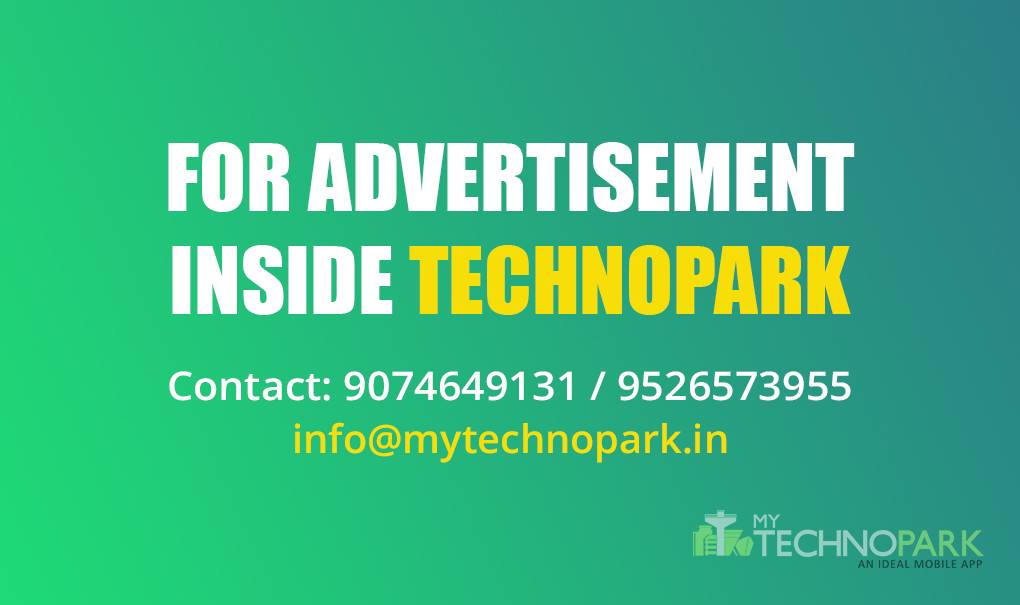 FOR ADVERTISEMENT
INSIDE TECHNOPARK
Contact: 9074649131 / 9526573955
info@mytechnopark.in
MY
TECHNOPARK
AN IDEAL MOBILE APP